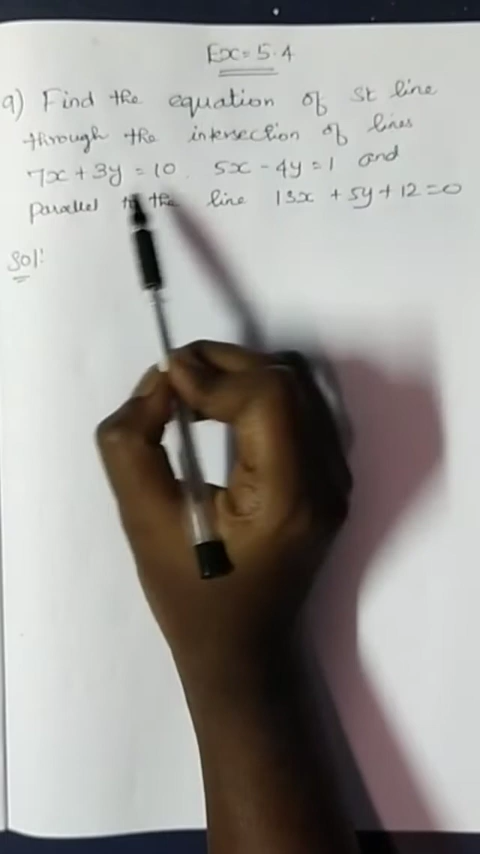 Ex=5.4
9) Find the equation of st line
through the intersection of lines
7x+3y=10. 5x-4y=1 and
parallel to the line 13x+5y+12=0
Sol: